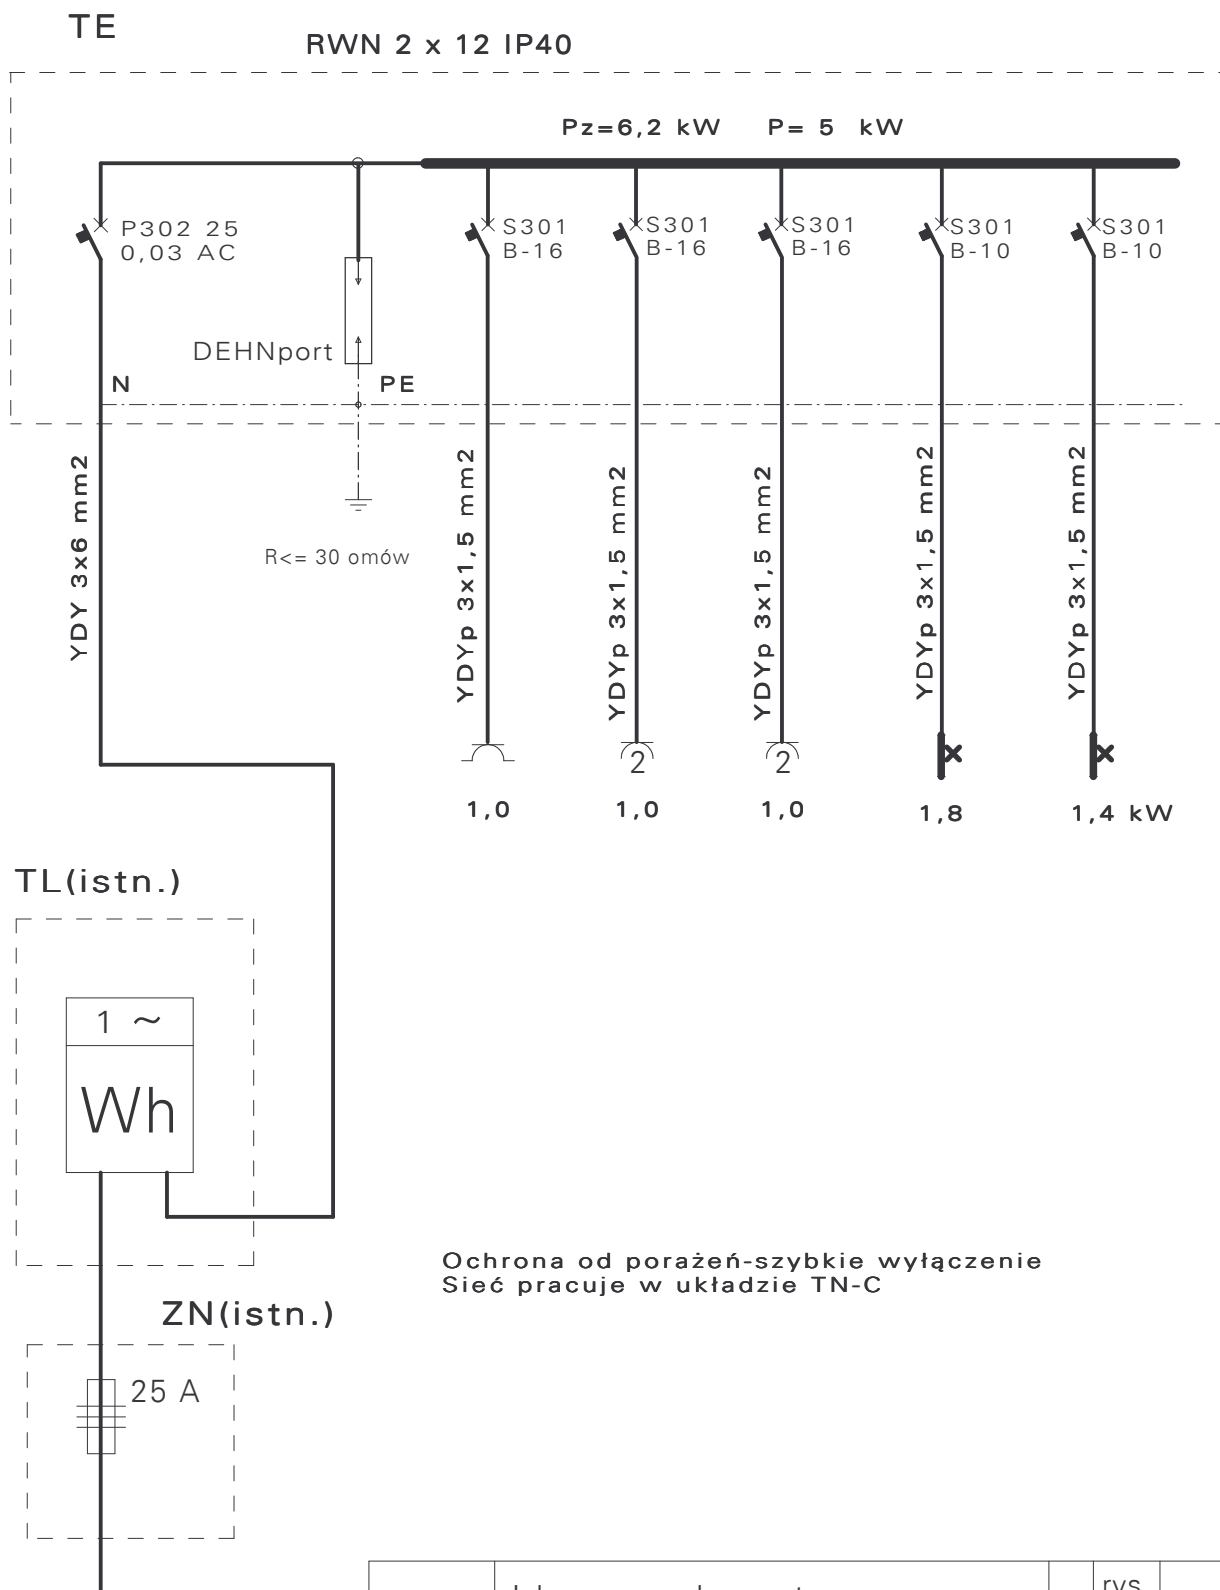 TE
RWN 2 x 12 IP40
Pz=6,2 kW P= 5 kW
P302 25
0,03 AC
S301
B-16
S301
B-16
S301
B-16
S301
B-10
S301
B-10
DEHNport
N
PE
YDY 3x6 mm2
R<= 30 omów
YDYp 3x1,5 mm2
YDYp 3x1,5 mm2
YDYp 3x1,5 mm2
YDYp 3x1,5 mm2
YDYp 3x1,5 mm2
2
2
1,0
1,0
1,0
1,8
1,4 kW
TL(istn.)
1 ~
Wh
Ochrona od porażeń-szybkie wyłączenie
Sieć pracuje w układzie TN-C
ZN(istn.)
25 A
rys